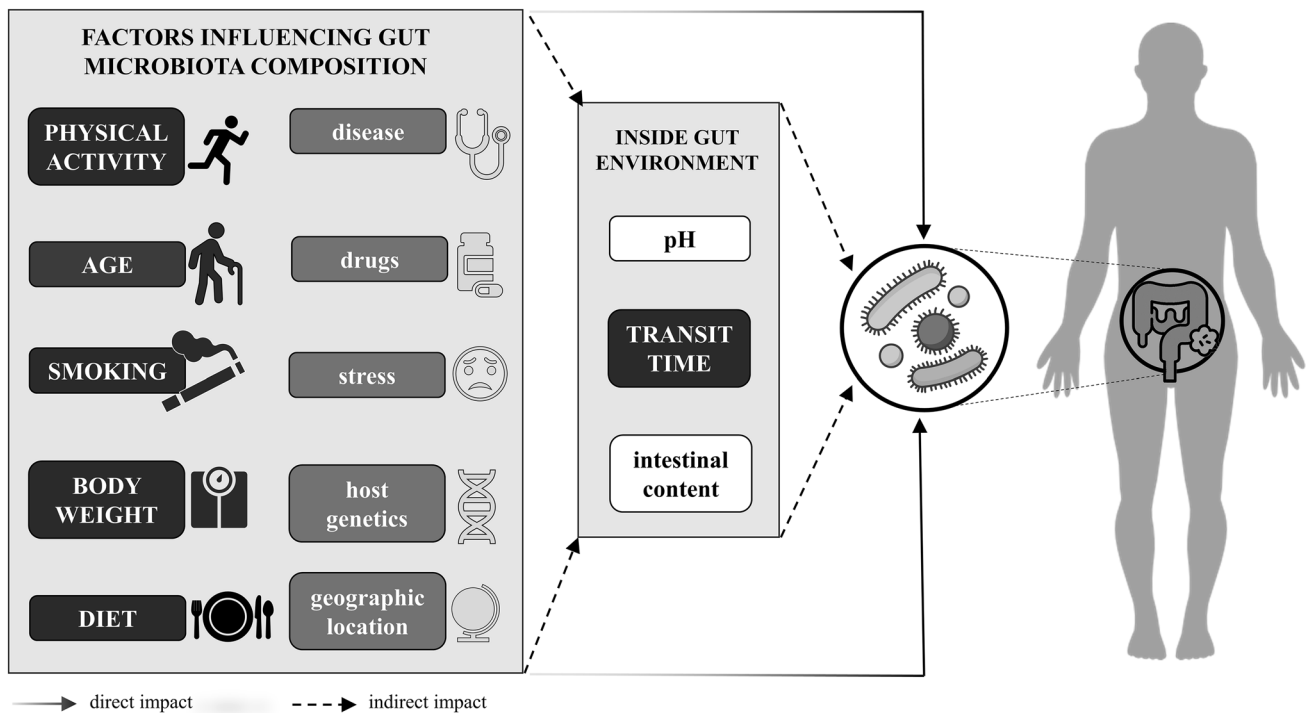 FACTORS INFLUENCING GUT
MICROBIOTA COMPOSITION
PHYSICAL
ACTIVITY
disease
AGE
drugs
SMOKING
stress
BODY
WEIGHT
host
genetics
DIET
geographic
location
INSIDE GUT
ENVIRONMENT
pH
TRANSIT
TIME
intestinal
content
direct impact
indirect impact